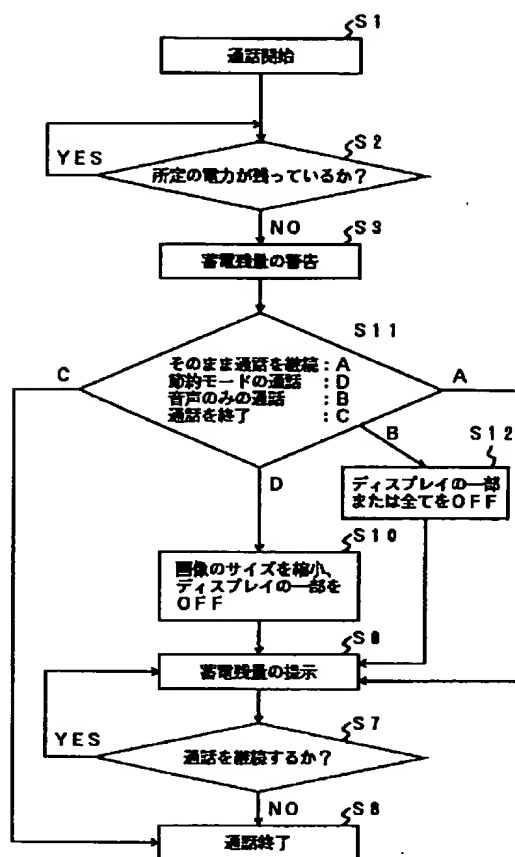 S1
通話開始
YES
S2
所定の電力が残っているか？
NO
S3
蓄電残量の警告
S11
そのまま通話を継続：A
節約モードの通話：D
音声のみの通話：B
通話を終了：C
C
A
B
S12
ディスプレイの一部
または全てをOFF
D
S10
画像のサイズを縮小、
ディスプレイの一部を
OFF
S9
蓄電残量の提示
YES
S7
通話を継続するか？
NO
S8
通話終了